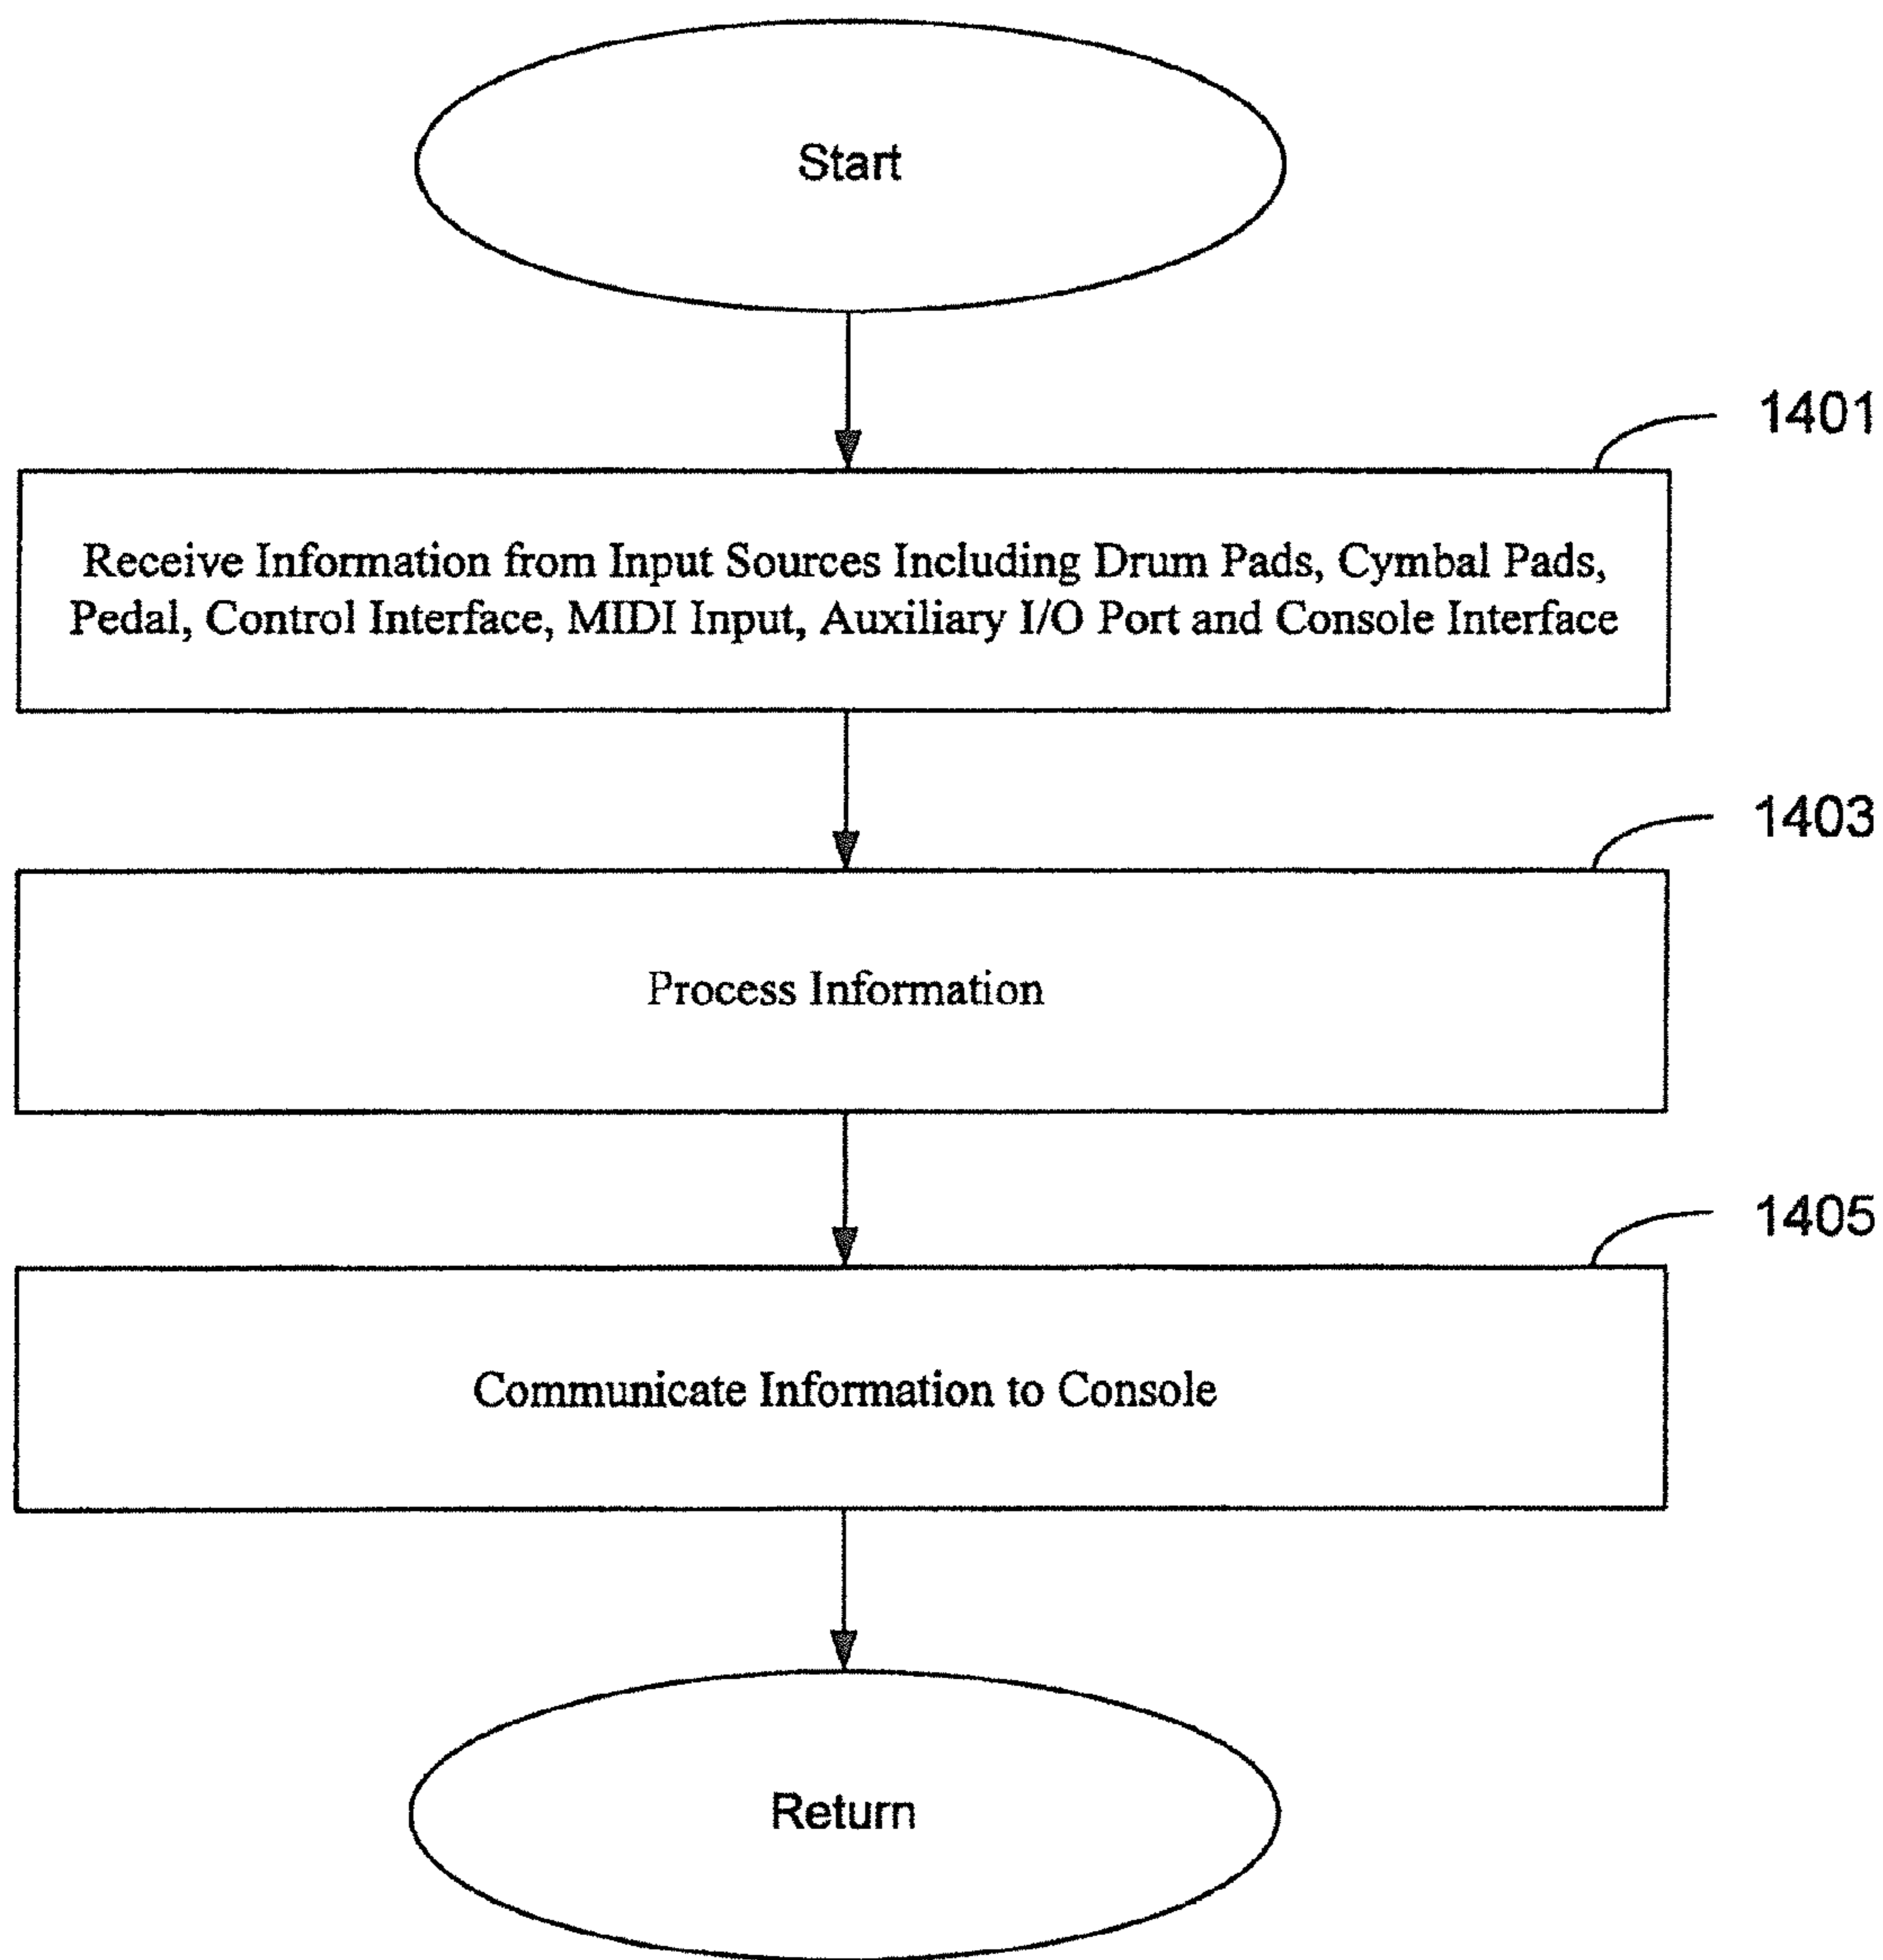 Start
1401
Receive Information from Input Sources Including Drum Pads, Cymbal Pads,
Pedal, Control Interface, MIDI Input, Auxiliary I/O Port and Console Interface
1403
Process Information
1405
Communicate Information to Console
Return